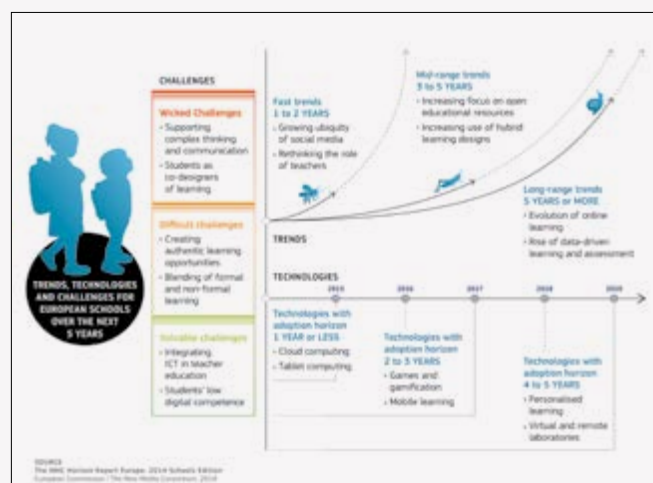 CHALLENGES
Wicked Challenges
Supporting
complex thinking
and communication
Students as
co-designers
of learning
Difficult challenges
Creating
authentic learning
opportunities.
Blending of formal
and non-formal
learning
Solvable challenges
Integrating
ICT in teacher
education
Students' low
digital competence
TRENDS, TECHNOLOGIES
AND CHALLENGES FOR
EUROPEAN SCHOOLS
OVER THE NEXT
5 YEARS
Fast trends
1 to 2 YEARS
Growing ubiquity
of social media
Rethinking the role
of teachers
Mid-range trends
3 to 5 YEARS
Increasing focus on open
educational resources
Increasing use of hybrid
learning designs
Long-range trends
5 YEARS or MORE
Evolution of online
learning
Rise of data-driven
learning and assessment
TRENDS
TECHNOLOGIES
2015 2016 2017 2018 2019
Technologies with
adoption horizon
1 YEAR or LESS
Cloud computing
Tablet computing
Technologies with
adoption horizon
2 to 3 YEARS
Games and
gamification
Mobile learning
Technologies with
adoption horizon
4 to 5 YEARS
Personalised
learning
Virtual and remote
laboratories
SOURCE
The NMC Horizon Report Europe: 2014 Schools Edition
European Commission / The New Media Consortium, 2014